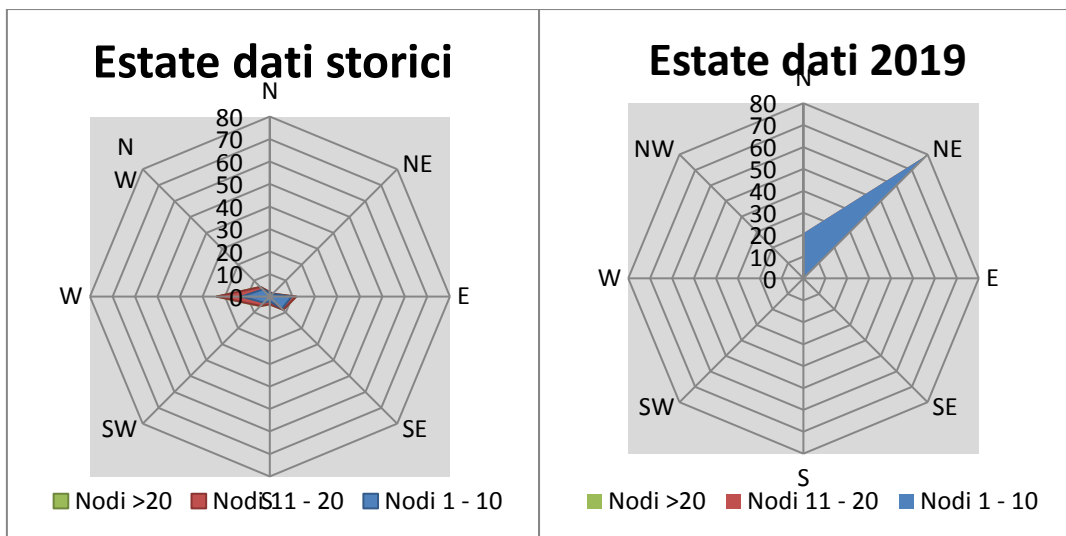 Estate dati storici
N
80
70
60
50
40
30
20
10
0
NE
E
SE
S
SW
W
N
W
Nodi >20 Nodi 11 - 20 Nodi 1 - 10
Estate dati 2019
N
80
70
60
50
40
30
20
10
0
NE
E
SE
S
SW
W
NW
Nodi >20 Nodi 11 - 20 Nodi 1 - 10